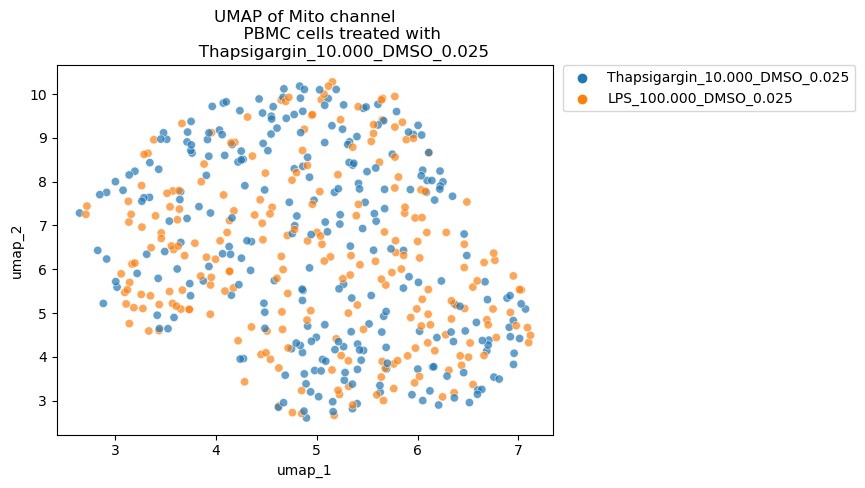 UMAP of Mito channel
PBMC cells treated with
Thapsigargin_10.000_DMSO_0.025
Thapsigargin_10.000_DMSO_0.025
LPS_100.000_DMSO_0.025
umap_2
10
9
8
7
6
5
4
3
3 4 5 6 7
umap_1